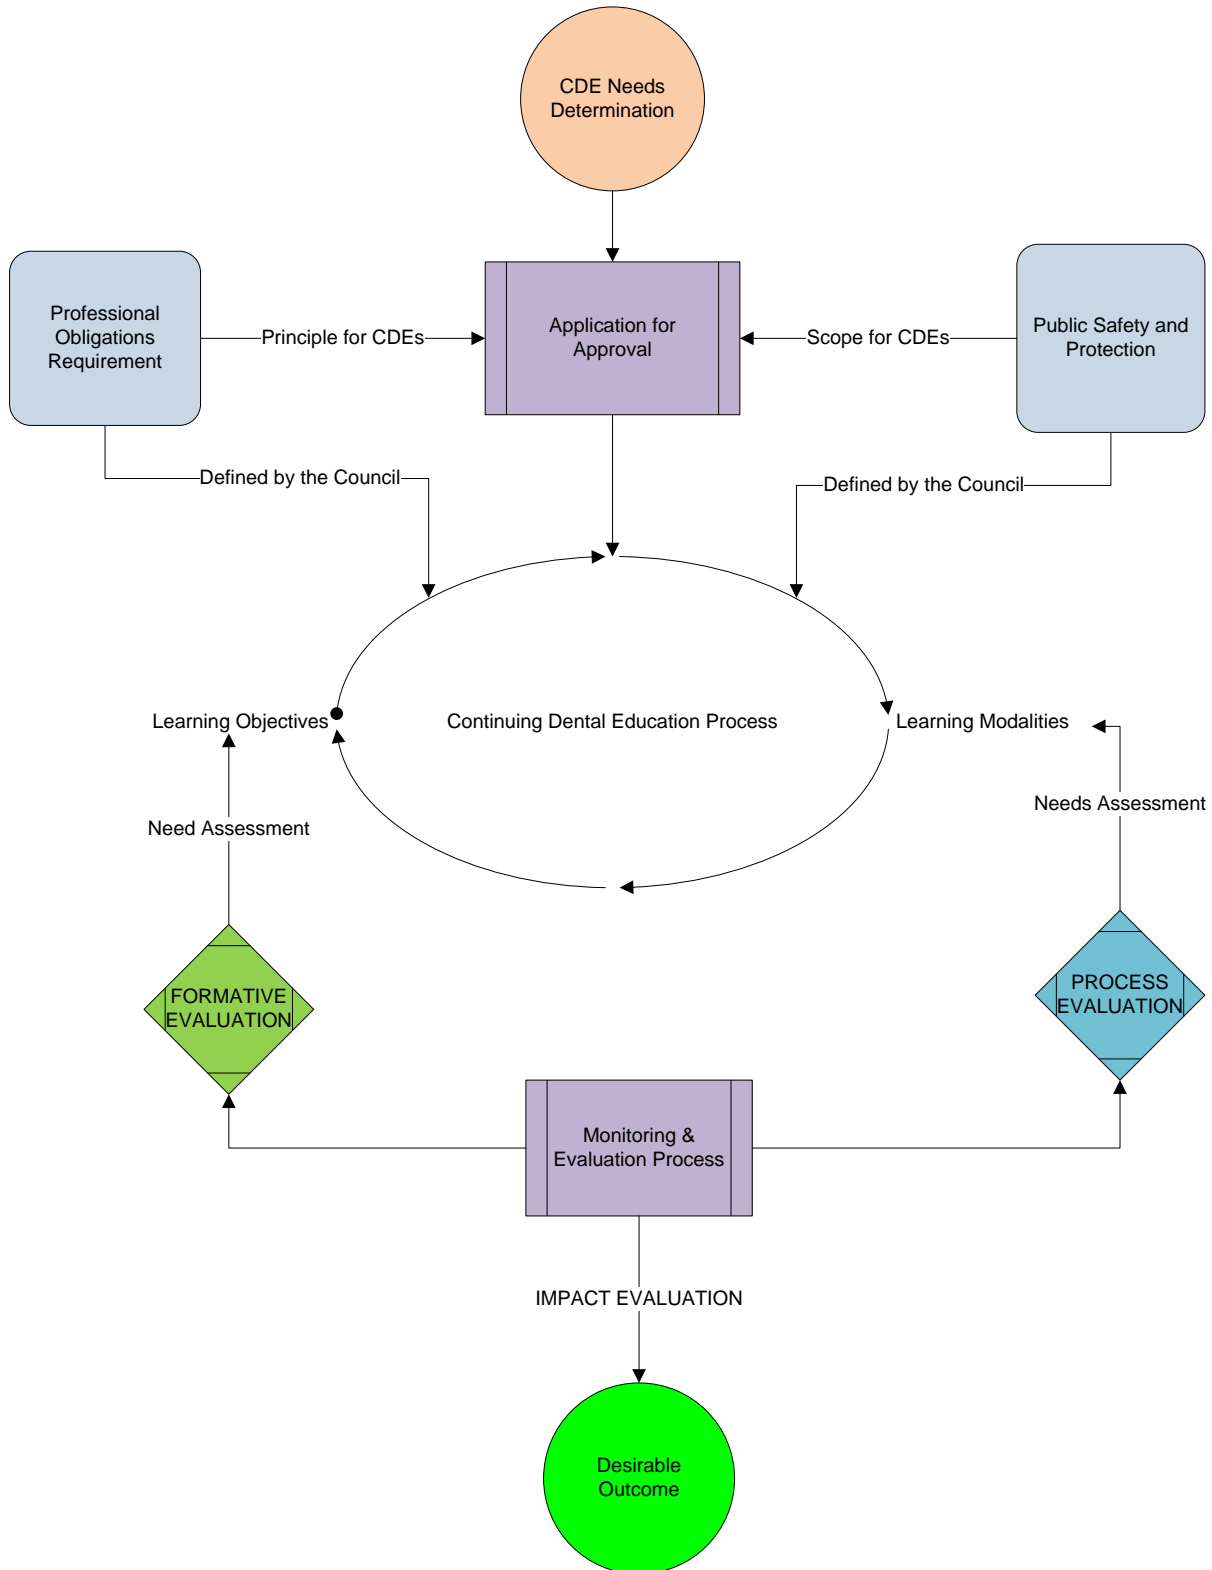 CDE Needs
Determination
Professional
Obligations
Requirement
Principle for CDEs
Application for
Approval
Scope for CDEs
Public Safety and
Protection
Defined by the Council
Defined by the Council
Learning Objectives
Continuing Dental Education Process
Learning Modalities
Need Assessment
Needs Assessment
FORMATIVE
EVALUATION
PROCESS
EVALUATION
Monitoring &
Evaluation Process
IMPACT EVALUATION
Desirable
Outcome